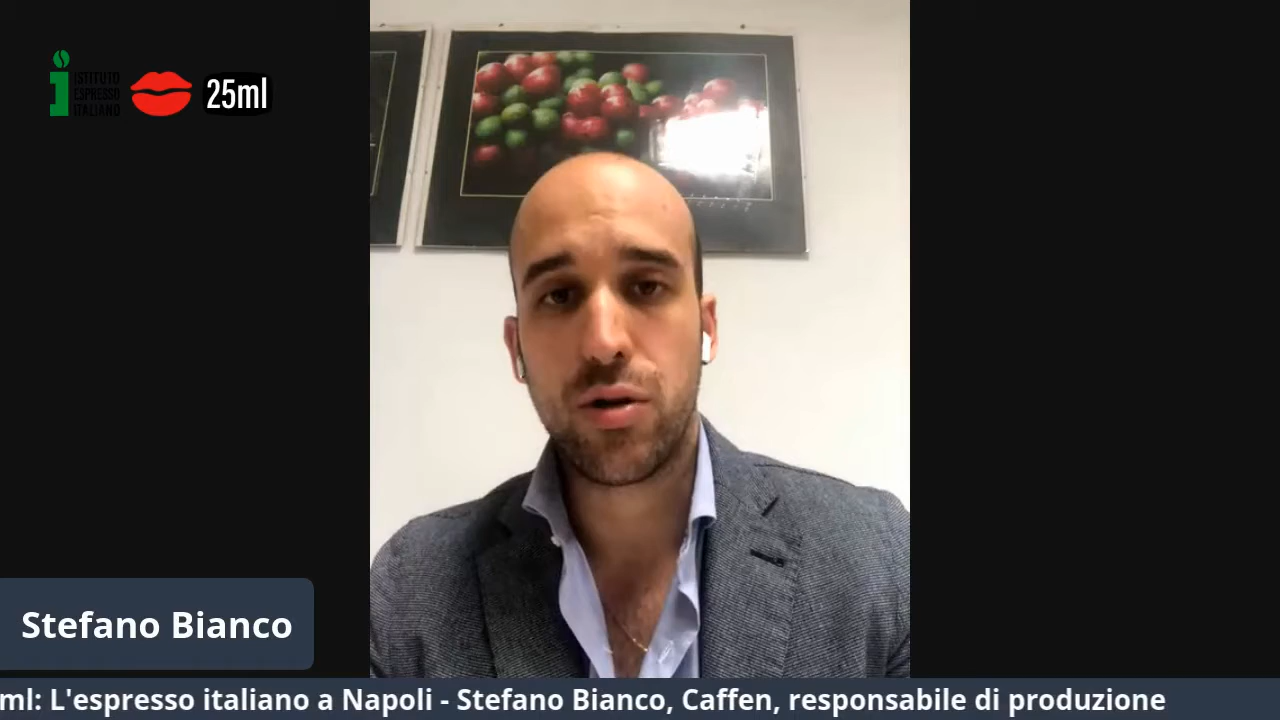 ISTITUTO
ESPRESSO
ITALIANO
25ml
Stefano Bianco
ml: L'espresso italiano a Napoli - Stefano Bianco, Caffen, responsabile di produzione